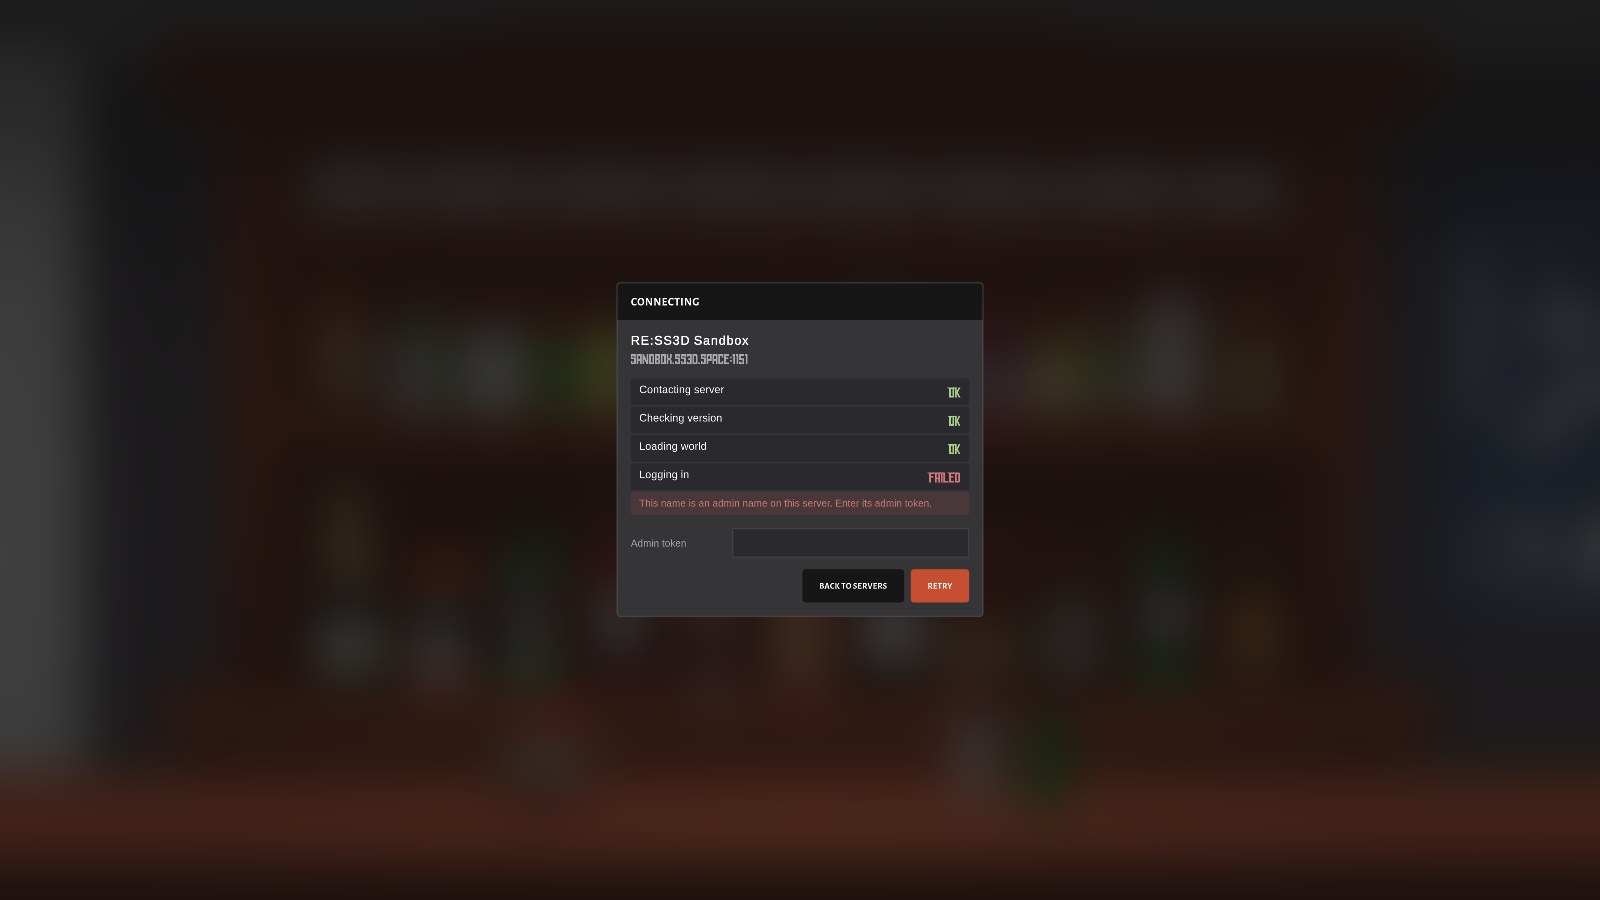 CONNECTING
RE:SS3D Sandbox
SANDBOX.SS3D.SPACE:1151
Contacting server OK
Checking version OK
Loading world OK
Logging in FAILED
This name is an admin name on this server. Enter its admin token.
Admin token
BACK TO SERVERS RETRY